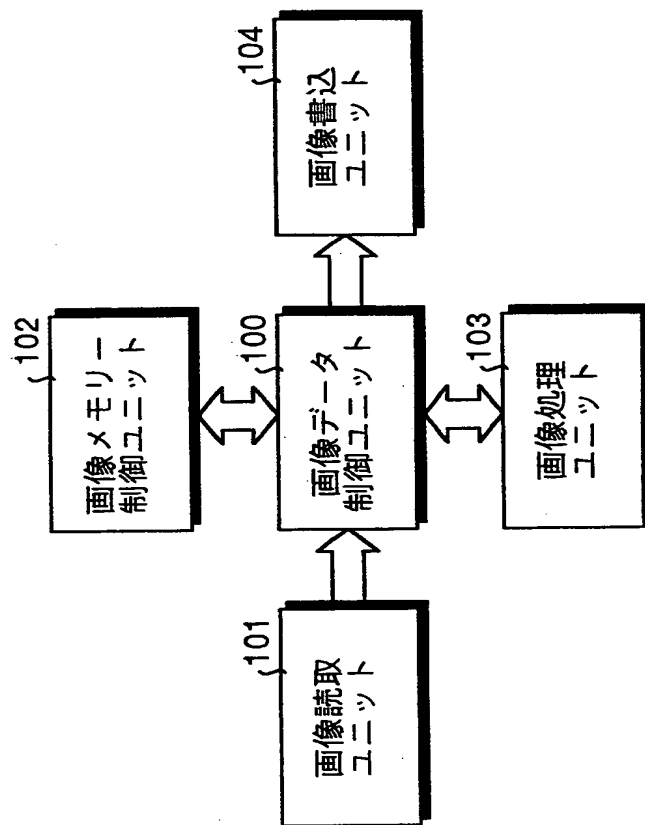 102
画像メモリー
制御ユニット
101
画像読取
ユニット
100
画像データ
制御ユニット
104
画像書込
ユニット
103
画像処理
ユニット